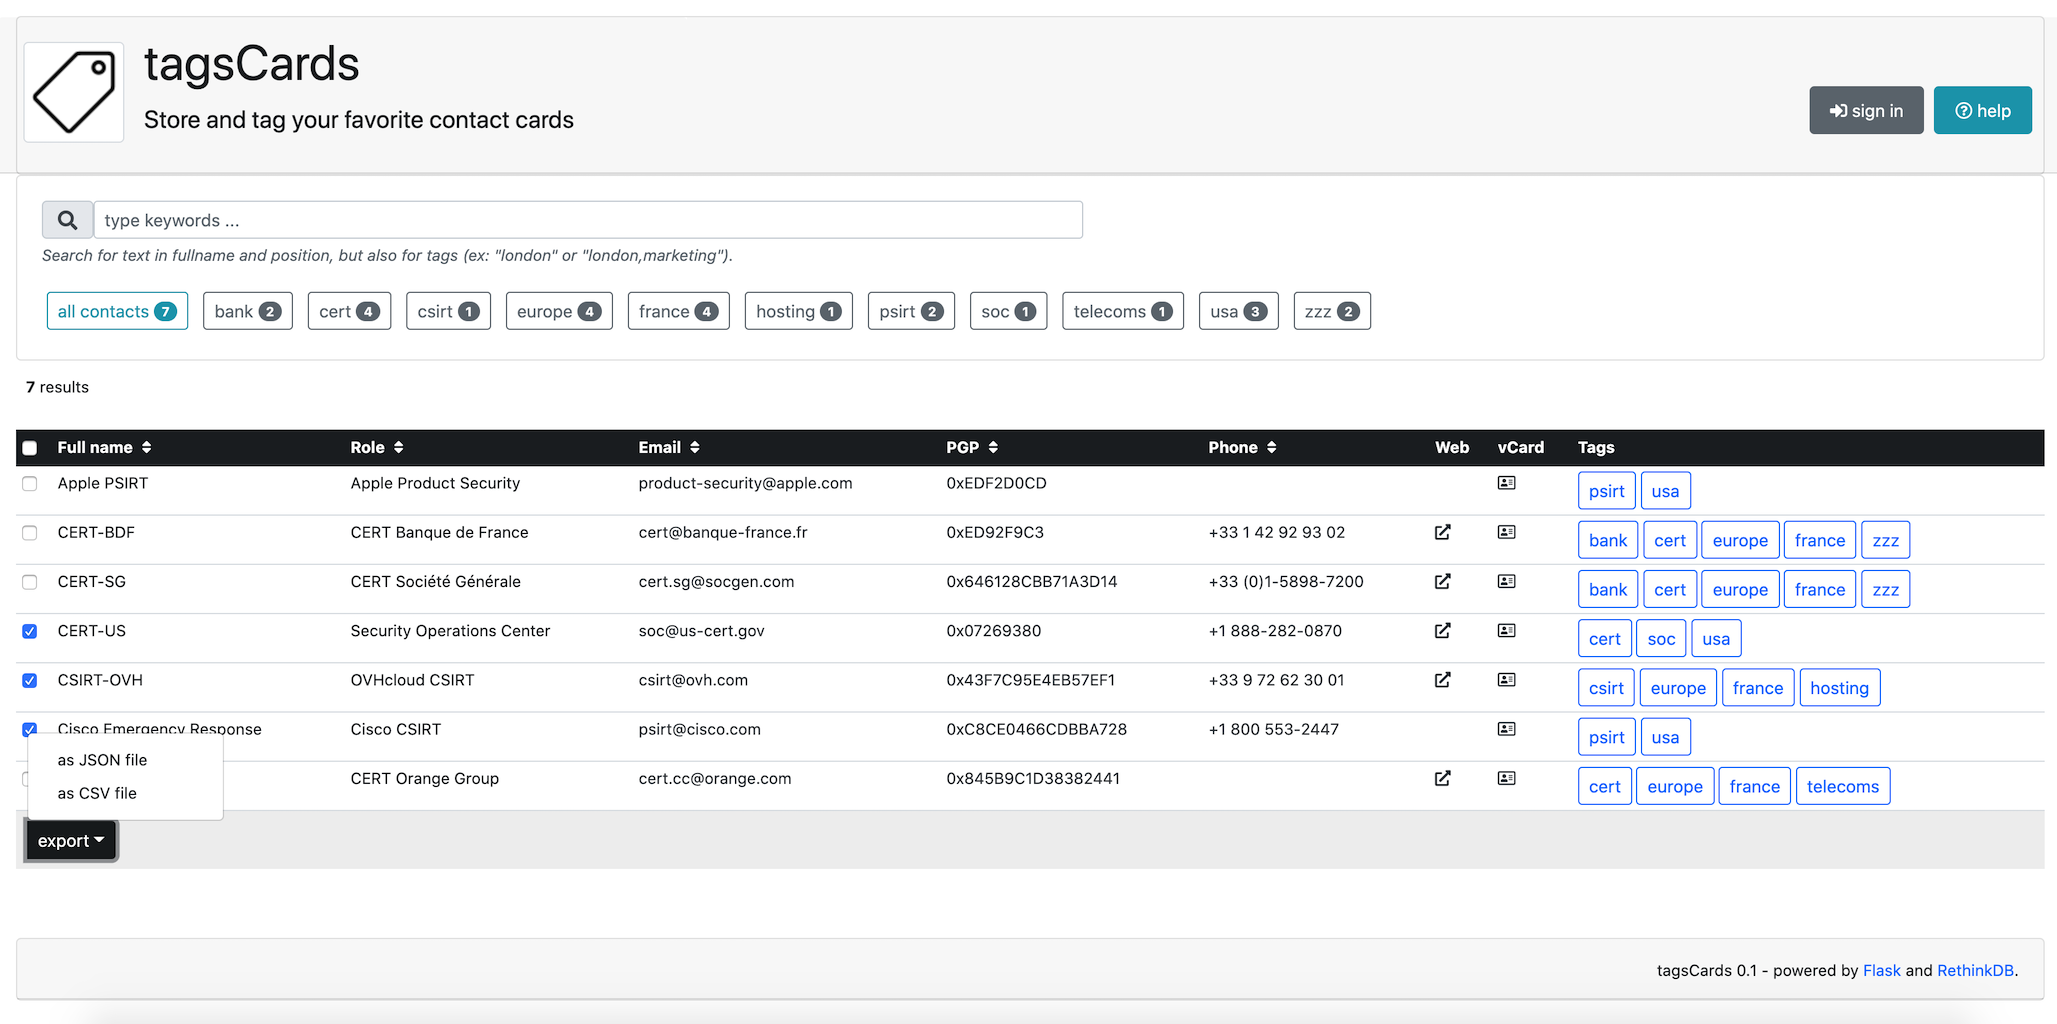 tagsCards
Store and tag your favorite contact cards
sign in
help
type keywords ...
Search for text in fullname and position, but also for tags (ex: "london" or "london,marketing").
all contacts 7 bank 2 cert 4 csirt 1 europe 4 france 4 hosting 1 psirt 2 soc 1 telecoms 1 usa 3 zzz 2
7 results
Full name Role Email PGP Phone Web vCard Tags
Apple PSIRT Apple Product Security product-security@apple.com 0xEDF2D0CD psirt usa
CERT-BDF CERT Banque de France cert@banque-france.fr 0xED92F9C3 +33 1 42 92 93 02 bank cert europe france zzz
CERT-SG CERT Société Générale cert.sg@socgen.com 0x646128CBB71A3D14 +33 (0)1-5898-7200 bank cert europe france zzz
CERT-US Security Operations Center soc@us-cert.gov 0x07269380 +1 888-282-0870 cert soc usa
CSIRT-OVH OVHcloud CSIRT csirt@ovh.com 0x43F7C95E4EB57EF1 +33 9 72 62 30 01 csirt europe france hosting
Cisco Emergency Response Cisco CSIRT psirt@cisco.com 0xC8CE0466CDBBA728 +1 800 553-2447 psirt usa
as JSON file
CERT Orange Group cert.cc@orange.com 0x845B9C1D38382441 cert europe france telecoms
as CSV file
export
tagsCards 0.1 - powered by Flask and RethinkDB.